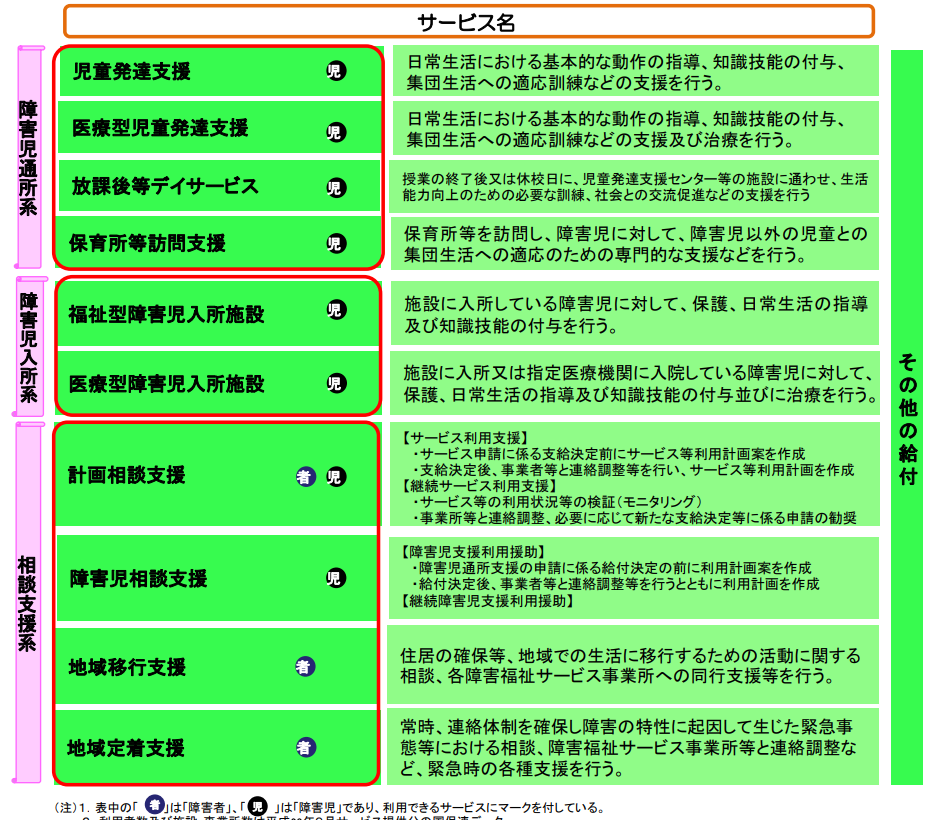 サービス名
障害児通所系
児童発達支援 児
日常生活における基本的な動作の指導、知識技能の付与、
集団生活への適応訓練などの支援を行う。
医療型児童発達支援 児
日常生活における基本的な動作の指導、知識技能の付与、
集団生活への適応訓練などの支援及び治療を行う。
放課後等デイサービス 児
授業の終了後又は休校日に、児童発達支援センター等の施設に通わせ、生活
能力向上のための必要な訓練、社会との交流促進などの支援を行う
保育所等訪問支援 児
保育所等を訪問し、障害児に対して、障害児以外の児童との
集団生活への適応のための専門的な支援などを行う。
障害児入所系
福祉型障害児入所施設 児
施設に入所している障害児に対して、保護、日常生活の指導
及び知識技能の付与を行う。
医療型障害児入所施設 児
施設に入所又は指定医療機関に入院している障害児に対して、
保護、日常生活の指導及び知識技能の付与並びに治療を行う。
相談支援系
計画相談支援 者 児
【サービス利用支援】
・サービス申請に係る支給決定前にサービス等利用計画案を作成
・支給決定後、事業者等と連絡調整等を行い、サービス等利用計画を作成
【継続サービス利用支援】
・サービス等の利用状況等の検証（モニタリング）
・事業所等と連絡調整、必要に応じて新たな支給決定等に係る申請の勧奨
障害児相談支援 児
【障害児支援利用援助】
・障害児通所支援の申請に係る給付決定の前に利用計画案を作成
・給付決定後、事業者等と連絡調整等を行うとともに利用計画を作成
【継続障害児支援利用援助】
地域移行支援 者
住居の確保等、地域での生活に移行するための活動に関する
相談、各障害福祉サービス事業所への同行支援等を行う。
地域定着支援 者
常時、連絡体制を確保し障害の特性に起因して生じた緊急事
態等における相談、障害福祉サービス事業所等と連絡調整な
ど、緊急時の各種支援を行う。
その他の給付
（注）１．表中の「 者 」は「障害者」、「 児 」は「障害児」であり、利用できるサービスにマークを付している。